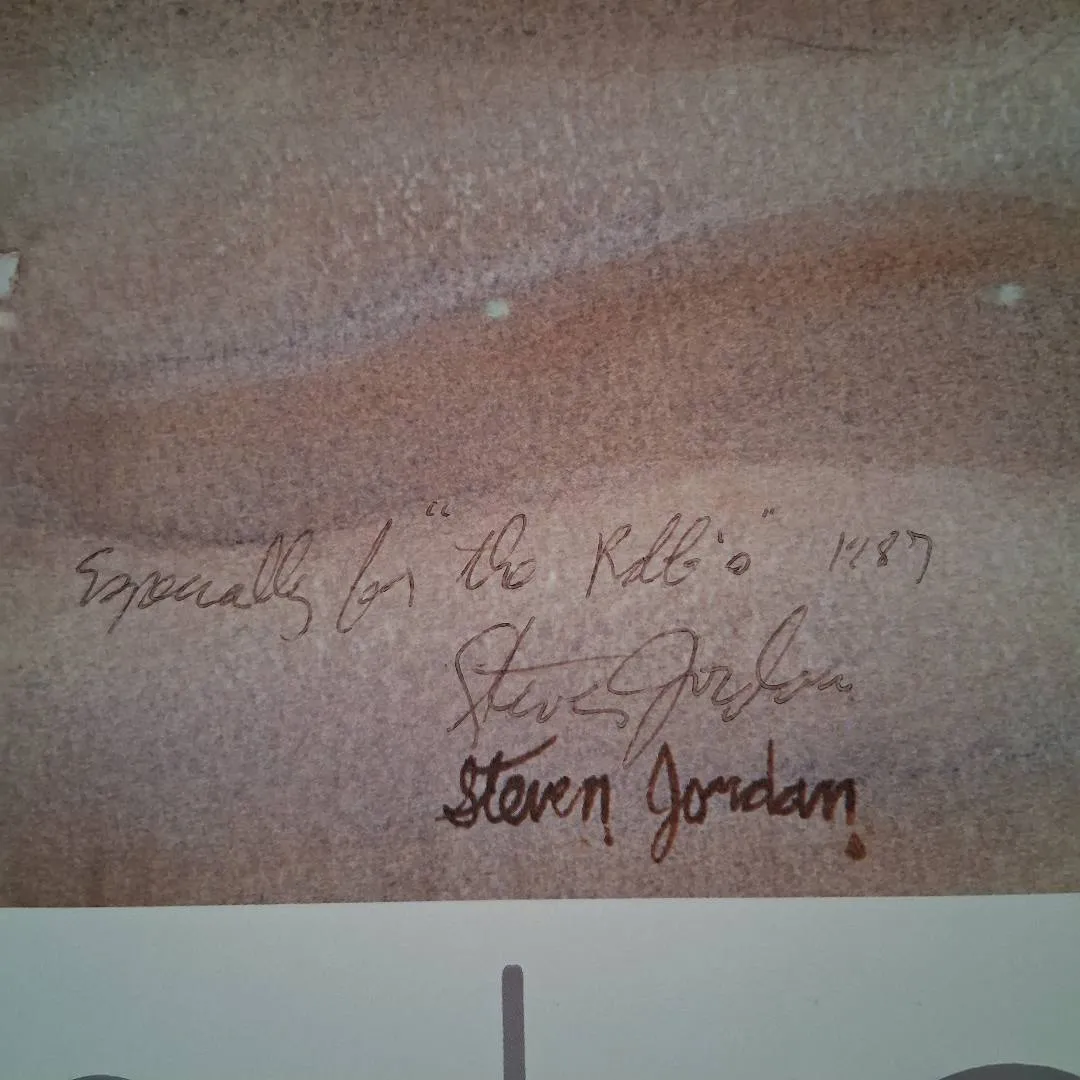 Especially for "the 's" 1987
Steven Jordan
Steven Jordan